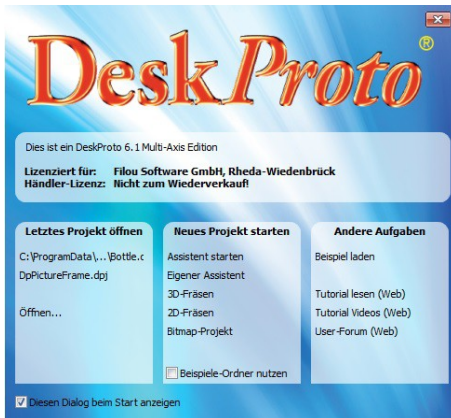 DeskProto®
Dies ist ein DeskProto 6.1 Multi-Axis Edition
Lizenziert für: Filou Software GmbH, Rheda-Wiedenbrück
Händler-Lizenz: Nicht zum Wiederverkauf!
Letztes Projekt öffnen
C:\ProgramData\...\Bottle.c
DpPictureFrame.dpj
Öffnen...
Neues Projekt starten
Assistent starten
Eigener Assistent
3D-Fräsen
2D-Fräsen
Bitmap-Projekt
Beispiele-Ordner nutzen
Andere Aufgaben
Beispiel laden
Tutorial lesen (Web)
Tutorial Videos (Web)
User-Forum (Web)
Diesen Dialog beim Start anzeigen